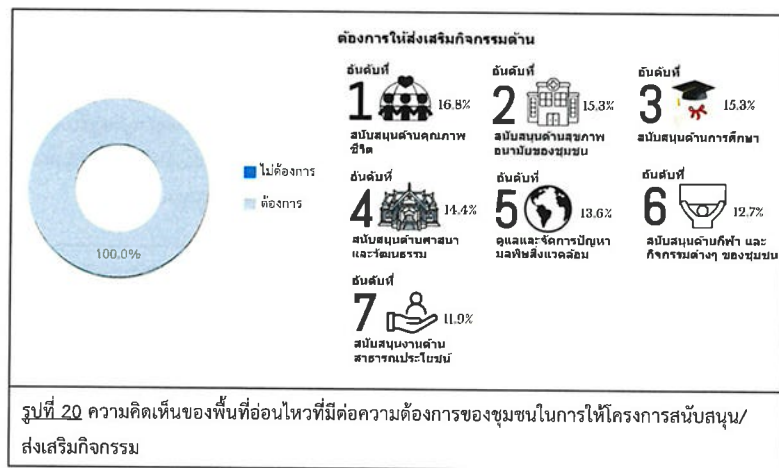 ต้องการให้ส่งเสริมกิจกรรมด้าน
อันดับที่
1
16.8%
สนับสนุนด้านคุณภาพ
ชีวิต
อันดับที่
2
15.3%
สนับสนุนด้านสุขภาพ
อนามัยของชุมชน
อันดับที่
3
15.3%
สนับสนุนด้านการศึกษา
ไม่ต้องการ
ต้องการ
100.0%
อันดับที่
4
14.4%
สนับสนุนด้านศาสนา
และวัฒนธรรม
อันดับที่
5
13.6%
ดูแลและจัดการปัญหา
มลพิษสิ่งแวดล้อม
อันดับที่
6
12.7%
สนับสนุนด้านกีฬา และ
กิจกรรมต่างๆ ของชุมชน
อันดับที่
7
11.9%
สนับสนุนงานด้าน
สาธารณประโยชน์
รูปที่ 20 ความคิดเห็นของพื้นที่อ่อนไหวที่มีต่อความต้องการของชุมชนในการให้โครงการสนับสนุน/
ส่งเสริมกิจกรรม